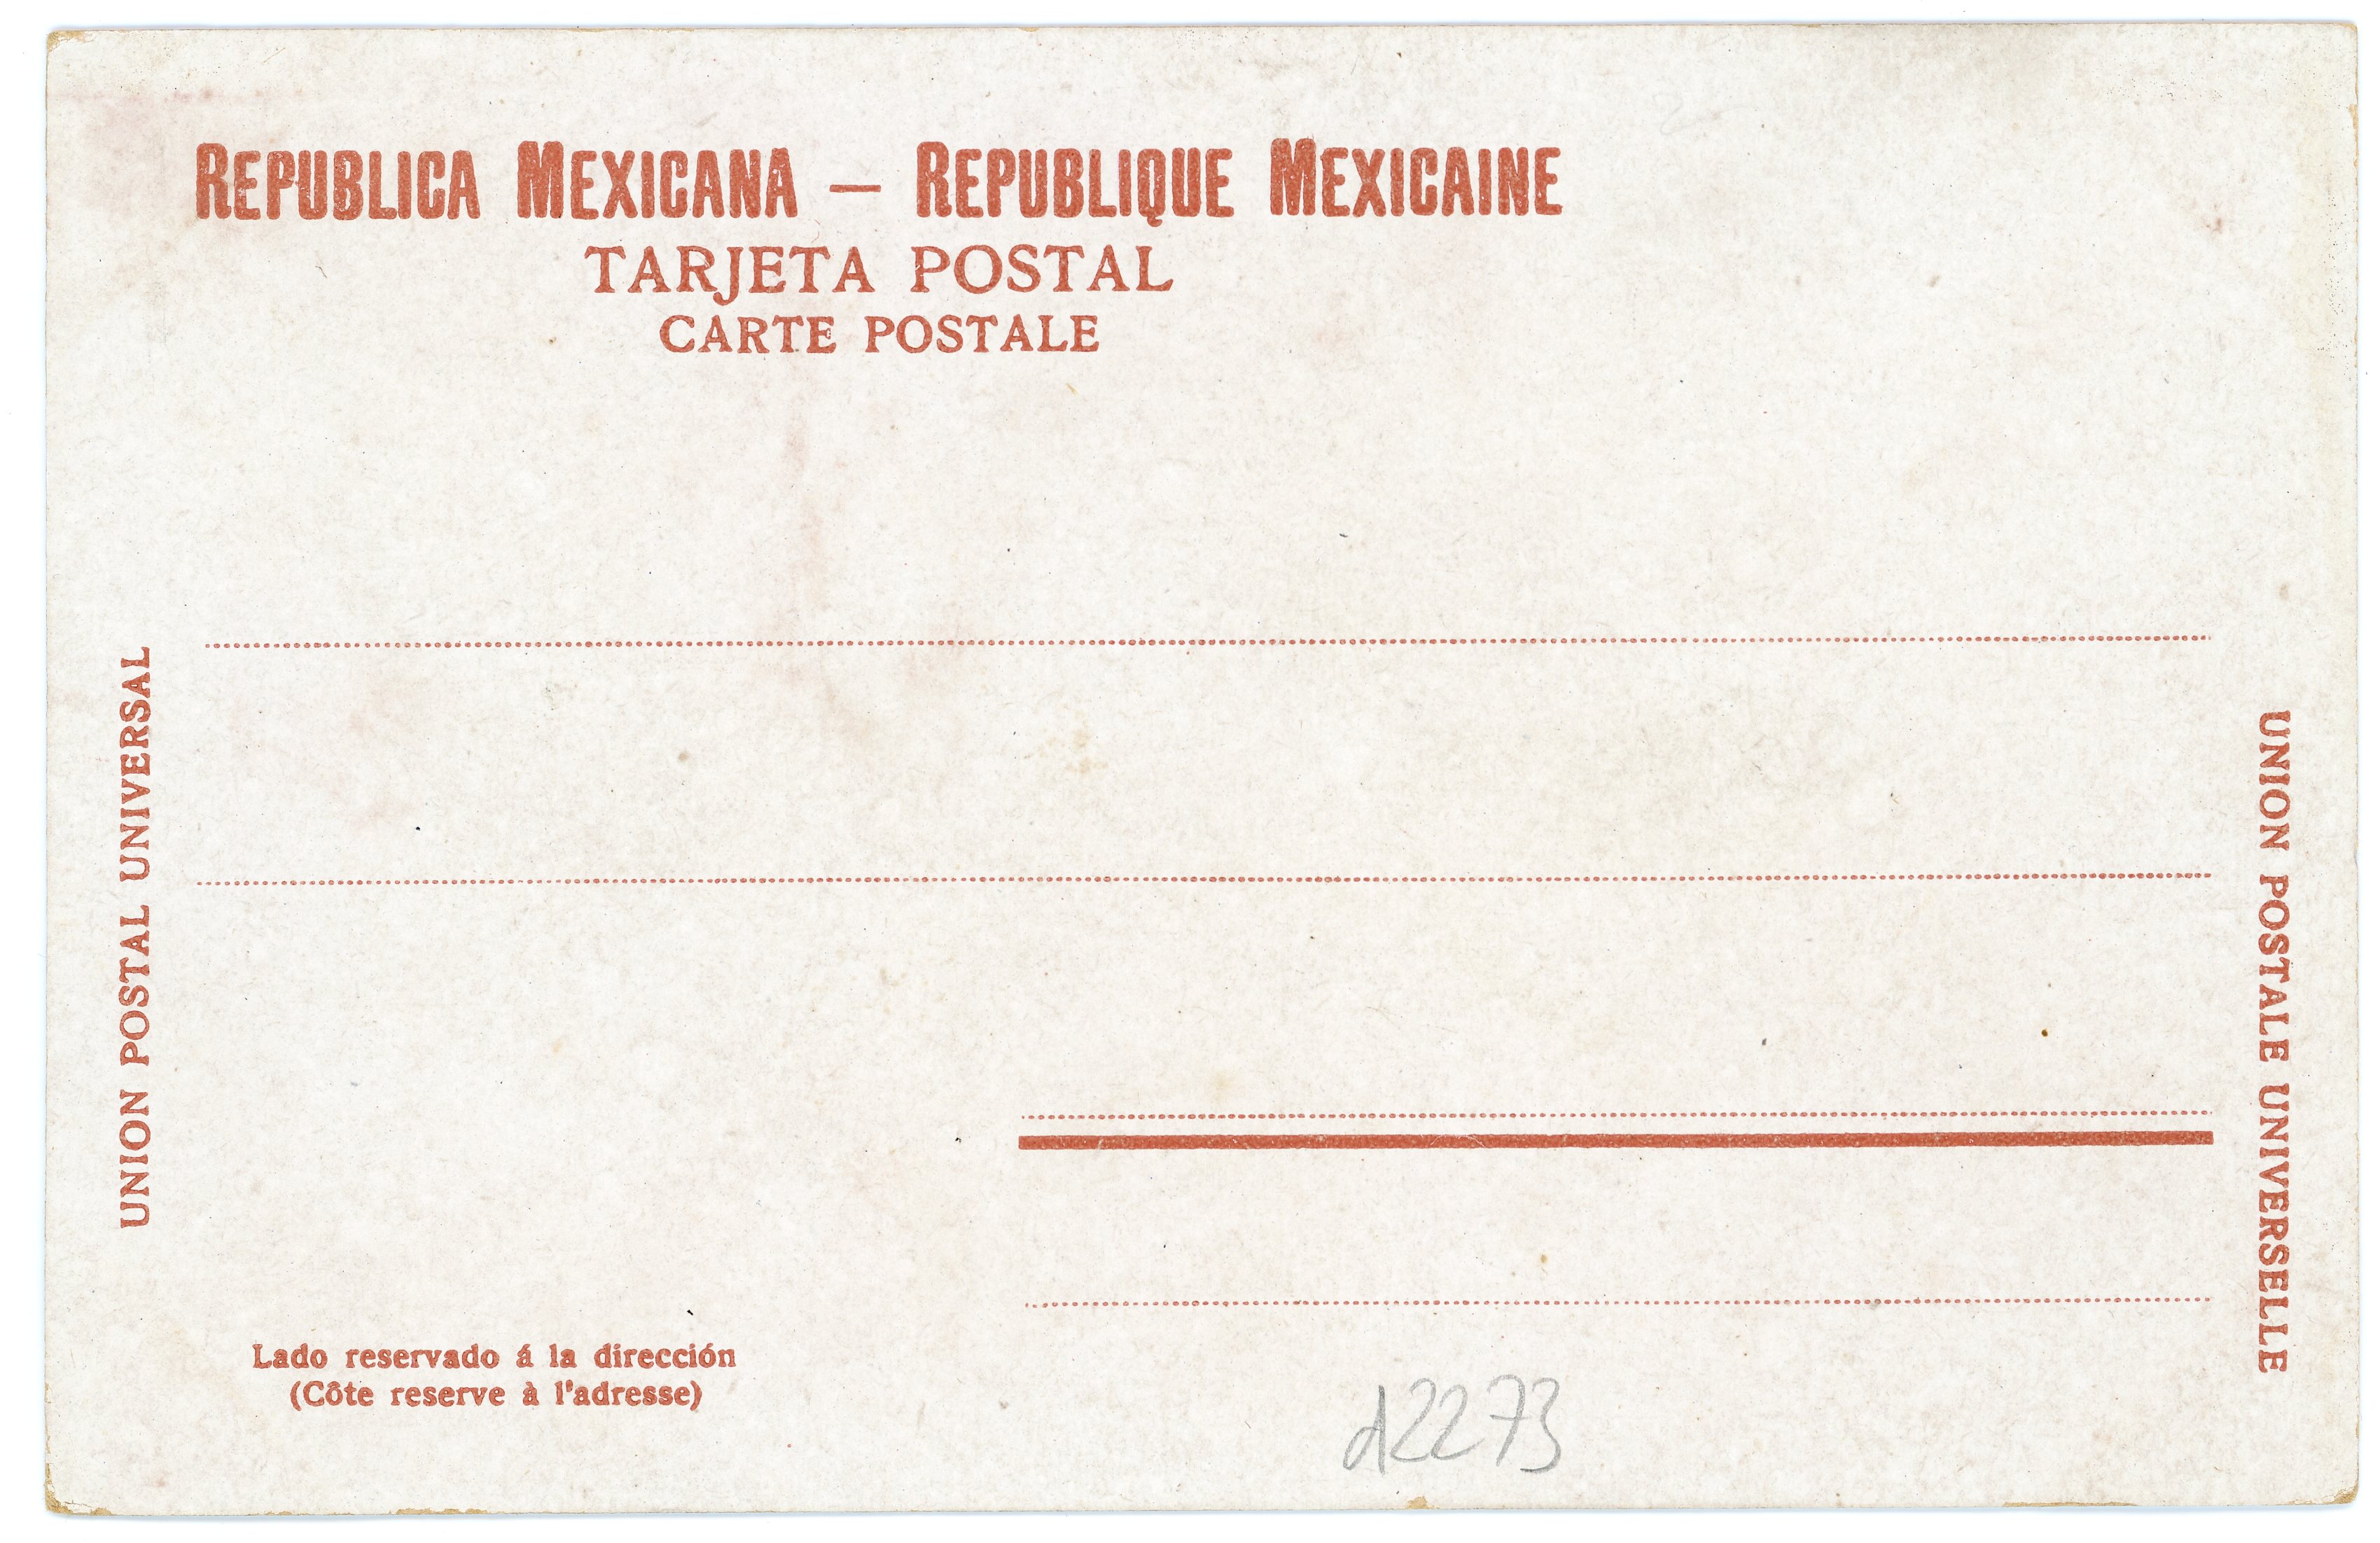 REPUBLICA MEXICANA — REPUBLIQUE MEXICAINE
TARJETA POSTAL
CARTE POSTALE
UNION POSTAL UNIVERSAL
UNION POSTALE UNIVERSELLE
Lado reservado á la dirección
(Côte reserve à l'adresse)
d2273